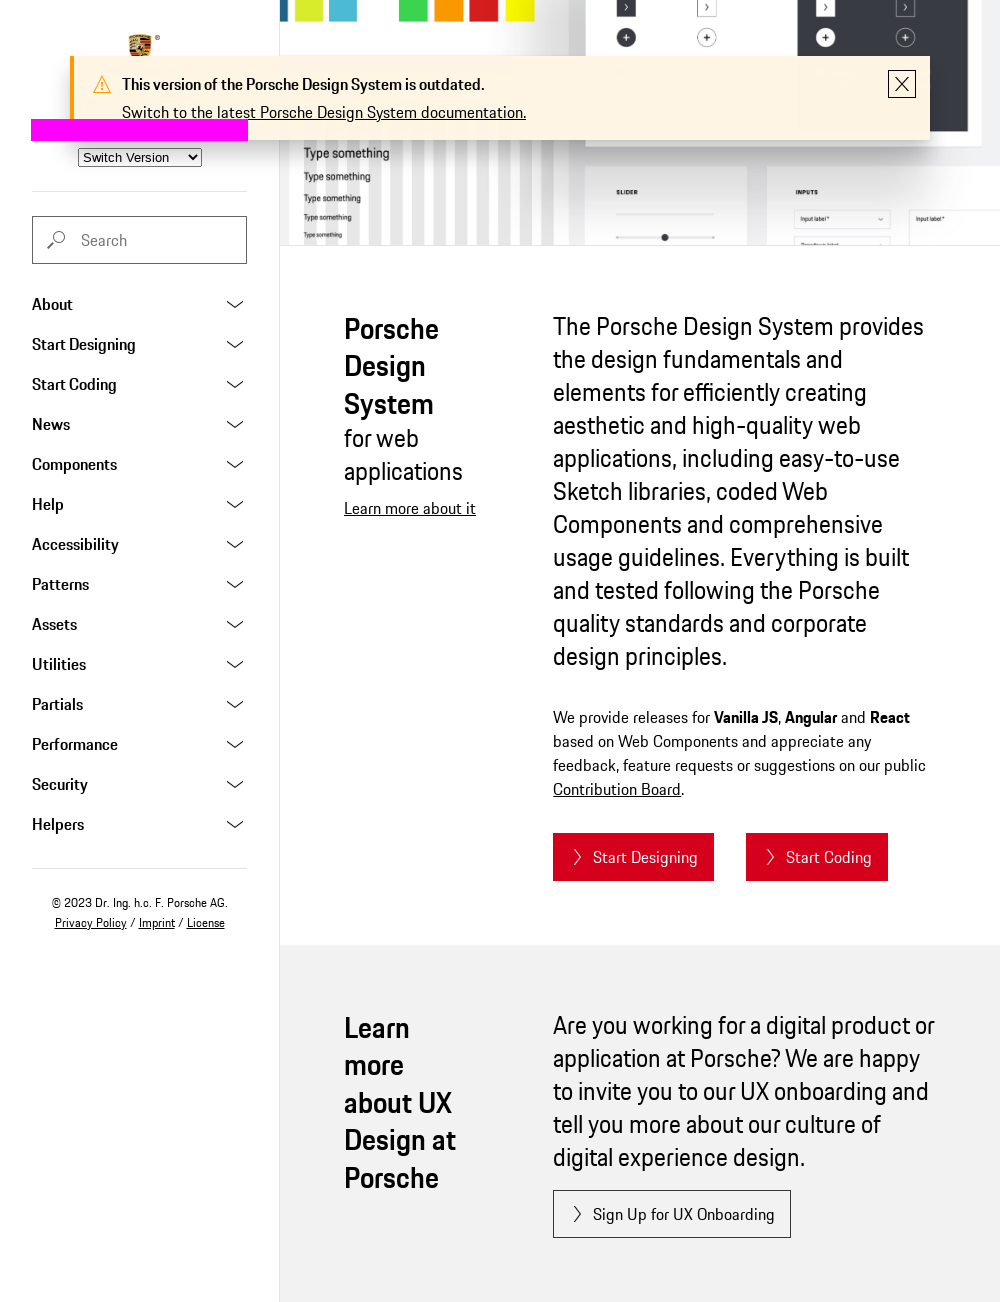 This version of the Porsche Design System is outdated.
Switch to the latest Porsche Design System documentation.
Switch Version
Search
About
Start Designing
Start Coding
News
Components
Help
Accessibility
Patterns
Assets
Utilities
Partials
Performance
Security
Helpers
© 2023 Dr. Ing. h.c. F. Porsche AG.
Privacy Policy / Imprint / License
Type something
Type something
Type something
Type something
Type something
SLIDER
INPUTS
Input label*
Input label*
Porsche
Design
System
for web
applications
Learn more about it
The Porsche Design System provides
the design fundamentals and
elements for efficiently creating
aesthetic and high-quality web
applications, including easy-to-use
Sketch libraries, coded Web
Components and comprehensive
usage guidelines. Everything is built
and tested following the Porsche
quality standards and corporate
design principles.
We provide releases for Vanilla JS, Angular and React
based on Web Components and appreciate any
feedback, feature requests or suggestions on our public
Contribution Board.
Start Designing
Start Coding
Learn
more
about UX
Design at
Porsche
Are you working for a digital product or
application at Porsche? We are happy
to invite you to our UX onboarding and
tell you more about our culture of
digital experience design.
Sign Up for UX Onboarding